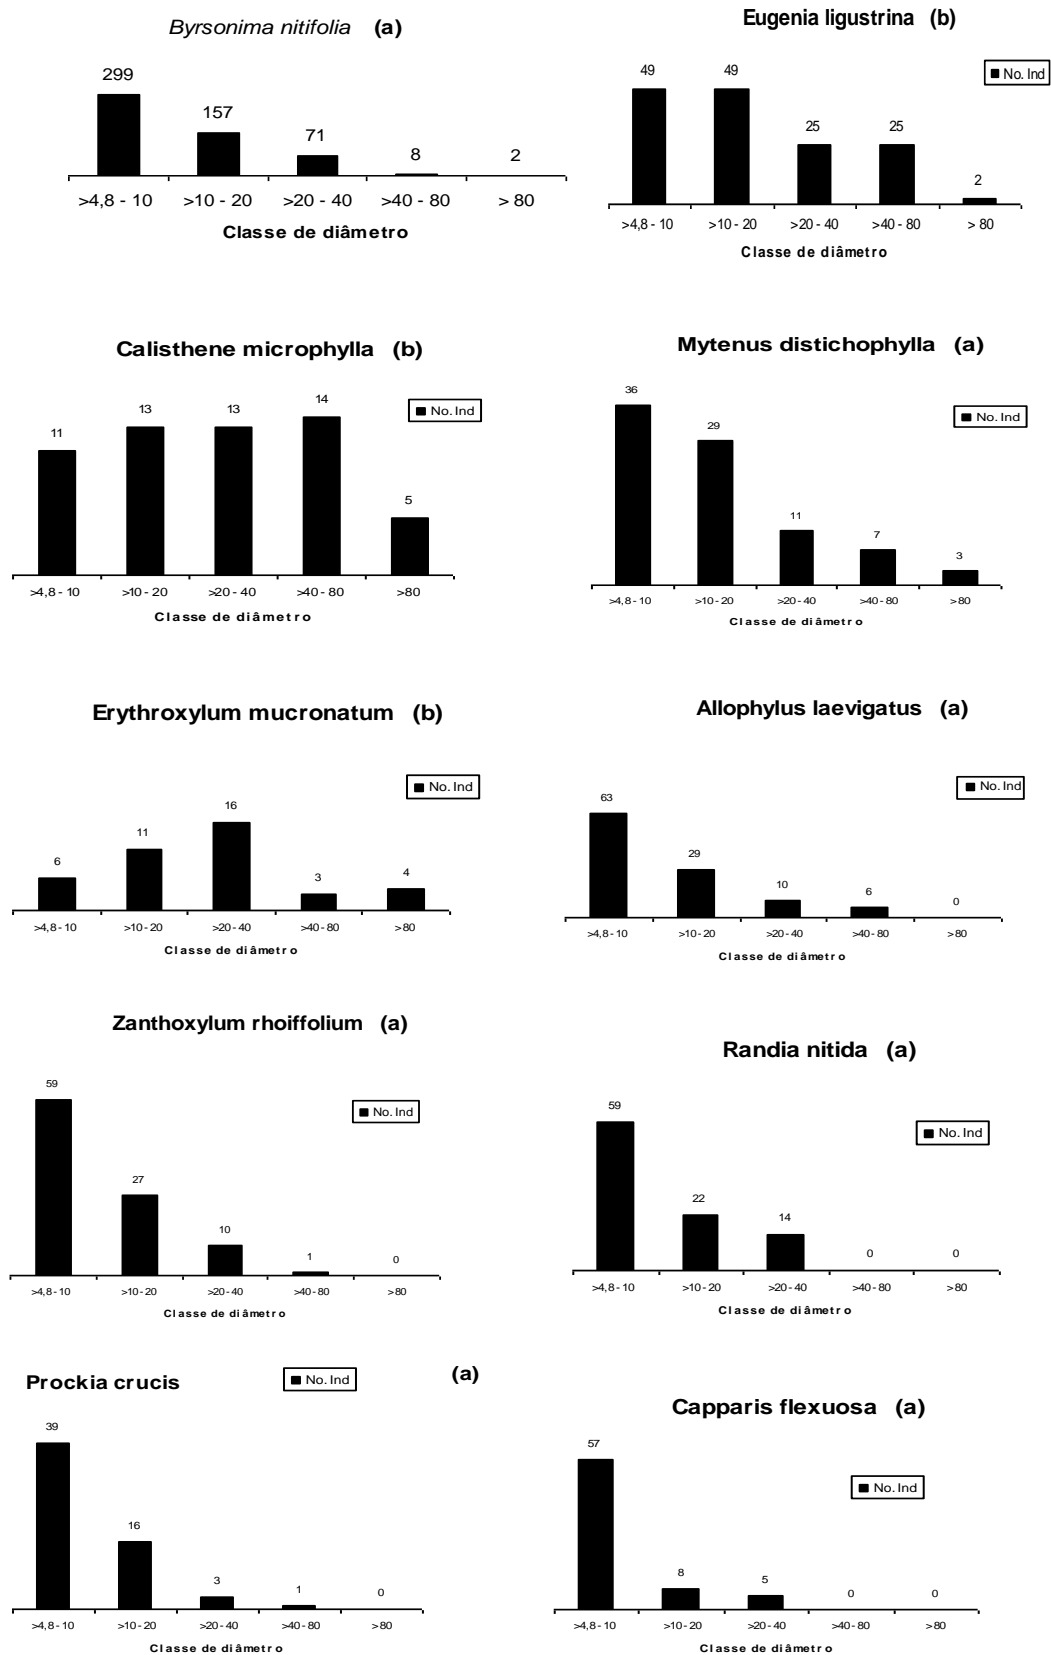 Byrsonima nitifolia (a)
299
157
71
8
2
>4,8 - 10 >10 - 20 >20 - 40 >40 - 80 > 80
Classe de diâmetro
Eugenia ligustrina (b)
No. Ind
49
49
25
25
2
>4,8 - 10 >10 - 20 >20 - 40 >40 - 80 > 80
Classe de diâmetro
Calisthene microphylla (b)
No. Ind
11
13
13
14
5
>4,8 - 10 >10 - 20 >20 - 40 >40 - 80 >80
Classe de diâmetro
Mytenus distichophylla (a)
No. Ind
36
29
11
7
3
>4,8 - 10 >10 - 20 >20 - 40 >40 - 80 >80
Classe de diâmetro
Erythroxylum mucronatum (b)
No. Ind
6
11
16
3
4
>4,8 - 10 >10 - 20 >20 - 40 >40 - 80 >80
Classe de diâmetro
Allophylus laevigatus (a)
No. Ind
63
29
10
6
0
>4,8 - 10 >10 - 20 >20 - 40 >40 - 80 >80
Classe de diâmetro
Zanthoxylum rhoiffolium (a)
No. Ind
59
27
10
1
0
>4,8 - 10 >10 - 20 >20 - 40 >40 - 80 >80
Classe de diâmetro
Randia nitida (a)
No. Ind
59
22
14
0
0
>4,8 - 10 >10 - 20 >20 - 40 >40 - 80 >80
Classe de diâmetro
Prockia crucis (a)
No. Ind
39
16
3
1
0
>4,8 - 10 >10 - 20 >20 - 40 >40 - 80 >80
Classe de diâmetro
Capparis flexuosa (a)
No. Ind
57
8
5
0
0
>4,8 - 10 >10 - 20 >20 - 40 >40 - 80 >80
Classe de diâmetro